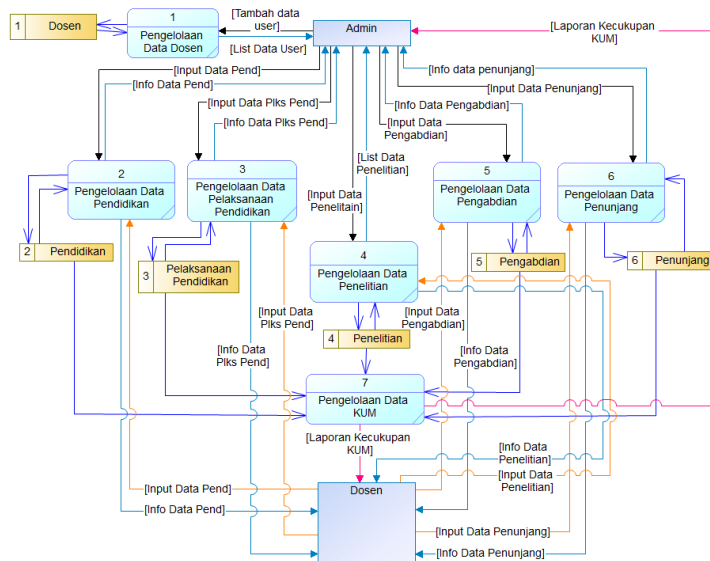 1 Dosen
1
Pengelolaan
Data Dosen
[Tambah data
user]
[List Data User]
Admin
[Laporan Kecukupan
KUM]
[Input Data Pend]
[Info Data Pend]
[Info data penunjang]
[Input Data Penunjang]
[Input Data Plks Pend]
[Info Data Plks Pend]
[Info Data Pengabdian]
[Input Data
Pengabdian]
[List Data
Penelitian]
2
Pengelolaan Data
Pendidikan
3
Pengelolaan Data
Pelaksanaan
Pendidikan
[Input Data
Penelitain]
5
Pengelolaan Data
Pengabdian
6
Pengelolaan Data
Penunjang
2 Pendidikan
3 Pelaksanaan
Pendidikan
4
Pengelolaan Data
Penelitian
5 Pengabdian
6 Penunjang
[Input Data
Plks Pend]
[Input Data
Pengabdian]
4 Penelitian
[Info Data
Plks Pend]
[Info Data
Pengabdian]
7
Pengelolaan Data
KUM
[Laporan Kecukupan
KUM]
[Info Data
Penelitian]
[Input Data
Penelitian]
Dosen
[Input Data Pend]
[Info Data Pend]
[Input Data Penunjang]
[Info Data Penunjang]